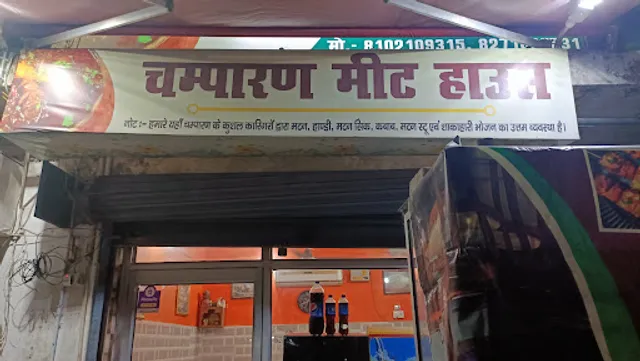 मो.- 8102109315,
चम्पारण मीट हाउस
नोट :- हमारे यहाँ चम्पारण के कुशल कारिगरों द्वारा मटन, हाण्डी, मटन सिक, कबाब, मटन स्टू एवं शाकाहारी भोजन का उत्तम व्यवस्था है।